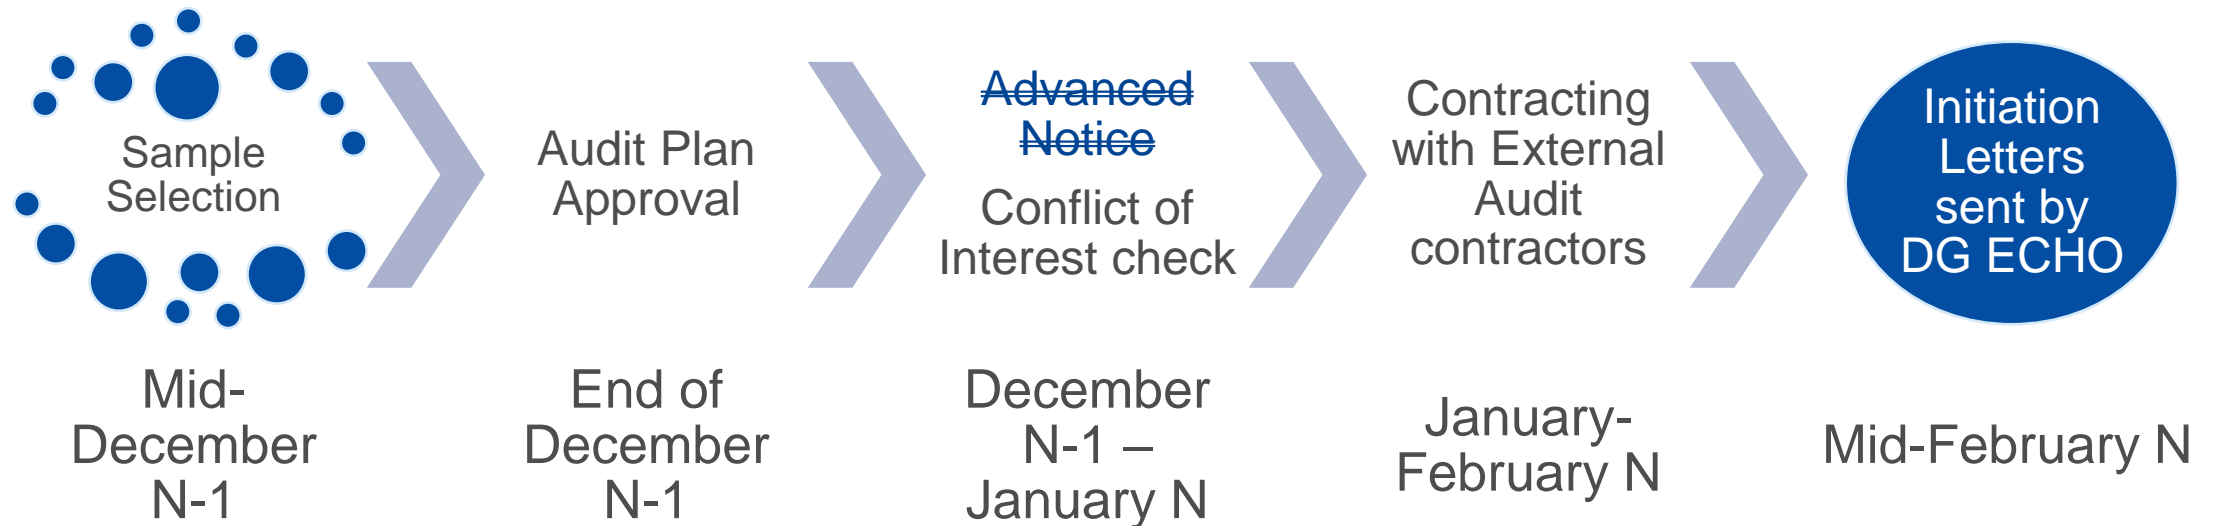 Sample
Selection
Audit Plan
Approval
Advanced
Notice
Conflict of
Interest check
Contracting
with External
Audit
contractors
Initiation
Letters
sent by
DG ECHO
Mid-
December
N-1
End of
December
N-1
December
N-1 –
January N
January-
February N
Mid-February N